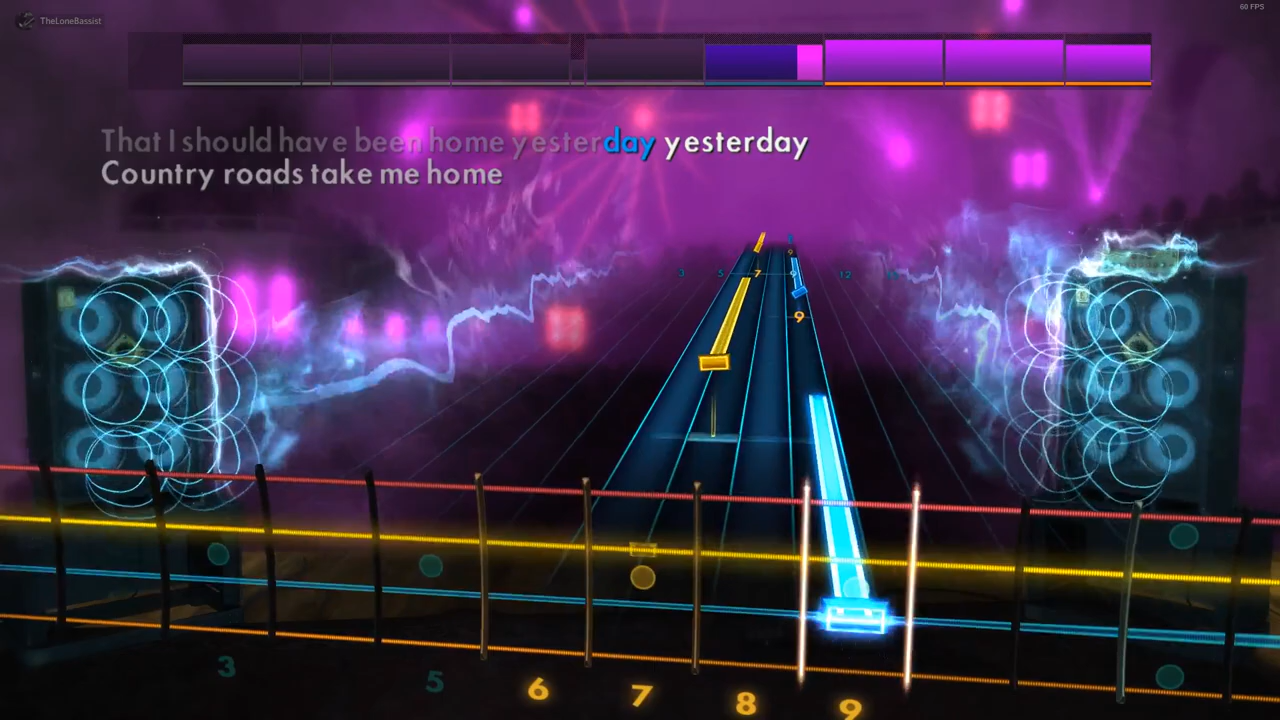 TheLoneBassist
60 FPS
That I should have been home yesterday yesterday
Country roads take me home
3 5 7 9 12
9
3 5 6 7 8 9